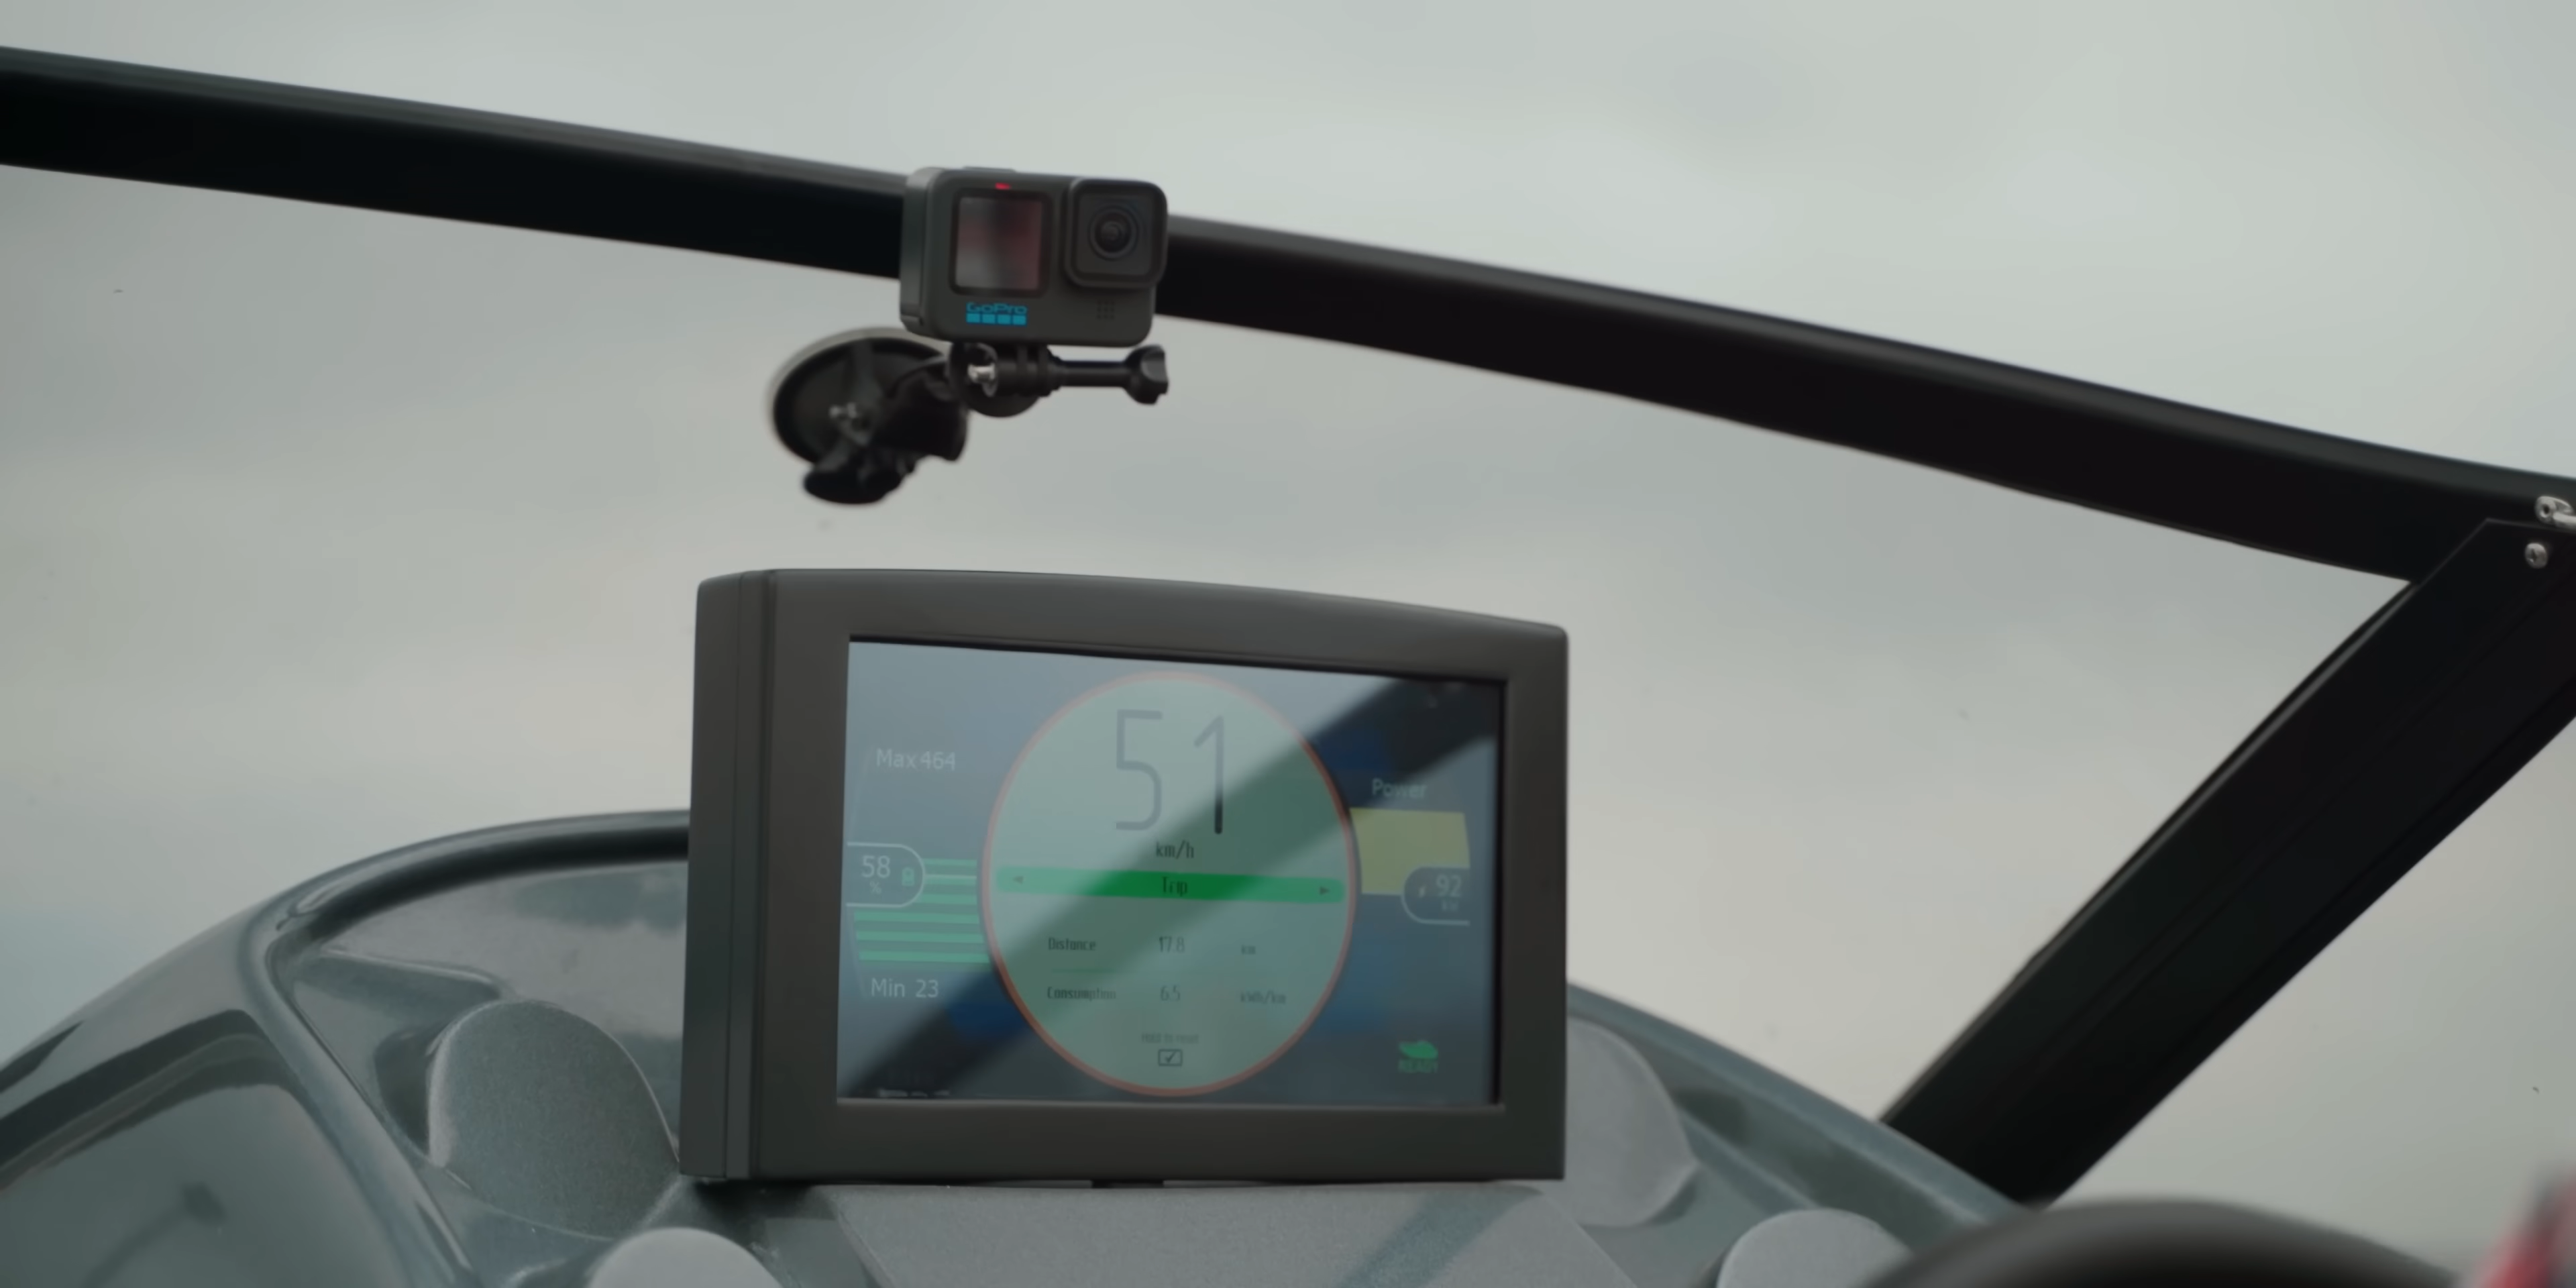 GoPro
51
km/h
Max 464
Power
58
%
Trip
92
Distance 17.8 km
Min 23
Consumption 6.5 kWh/km
READY